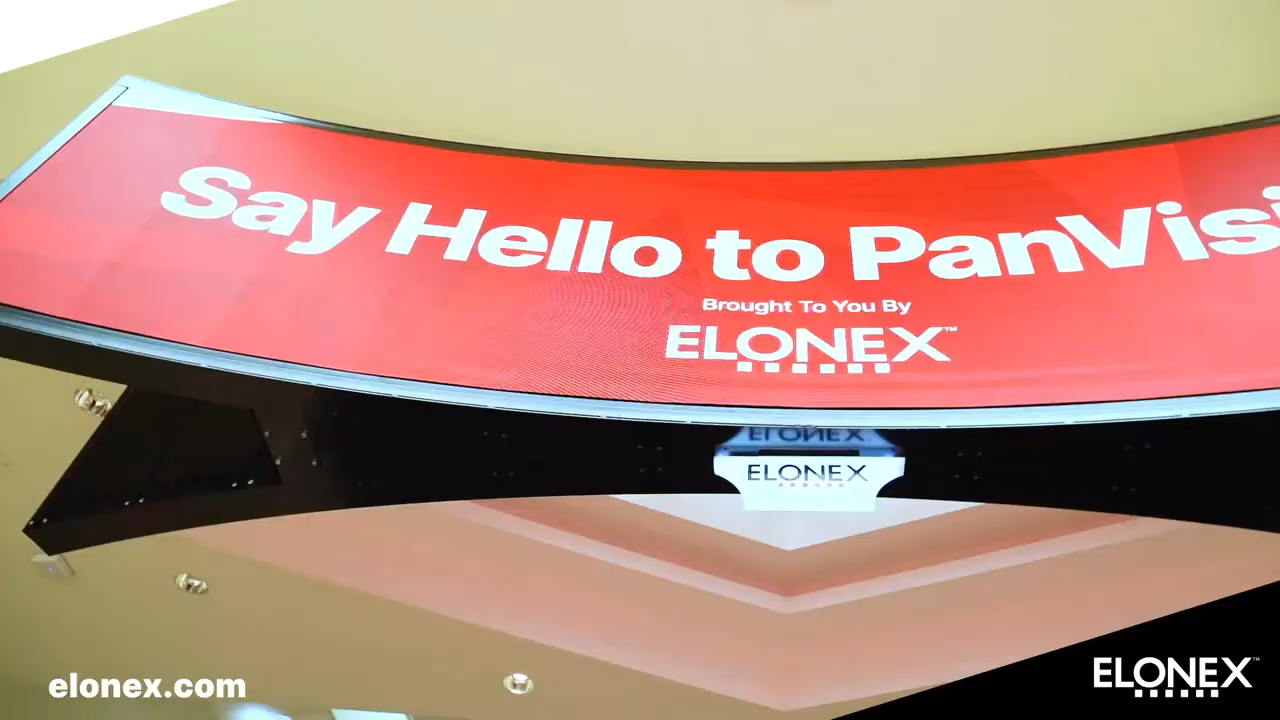 Say Hello to PanVisi
Brought To You By
ELONEX™
ELONEX
ELONEX
elonex.com
ELONEX™